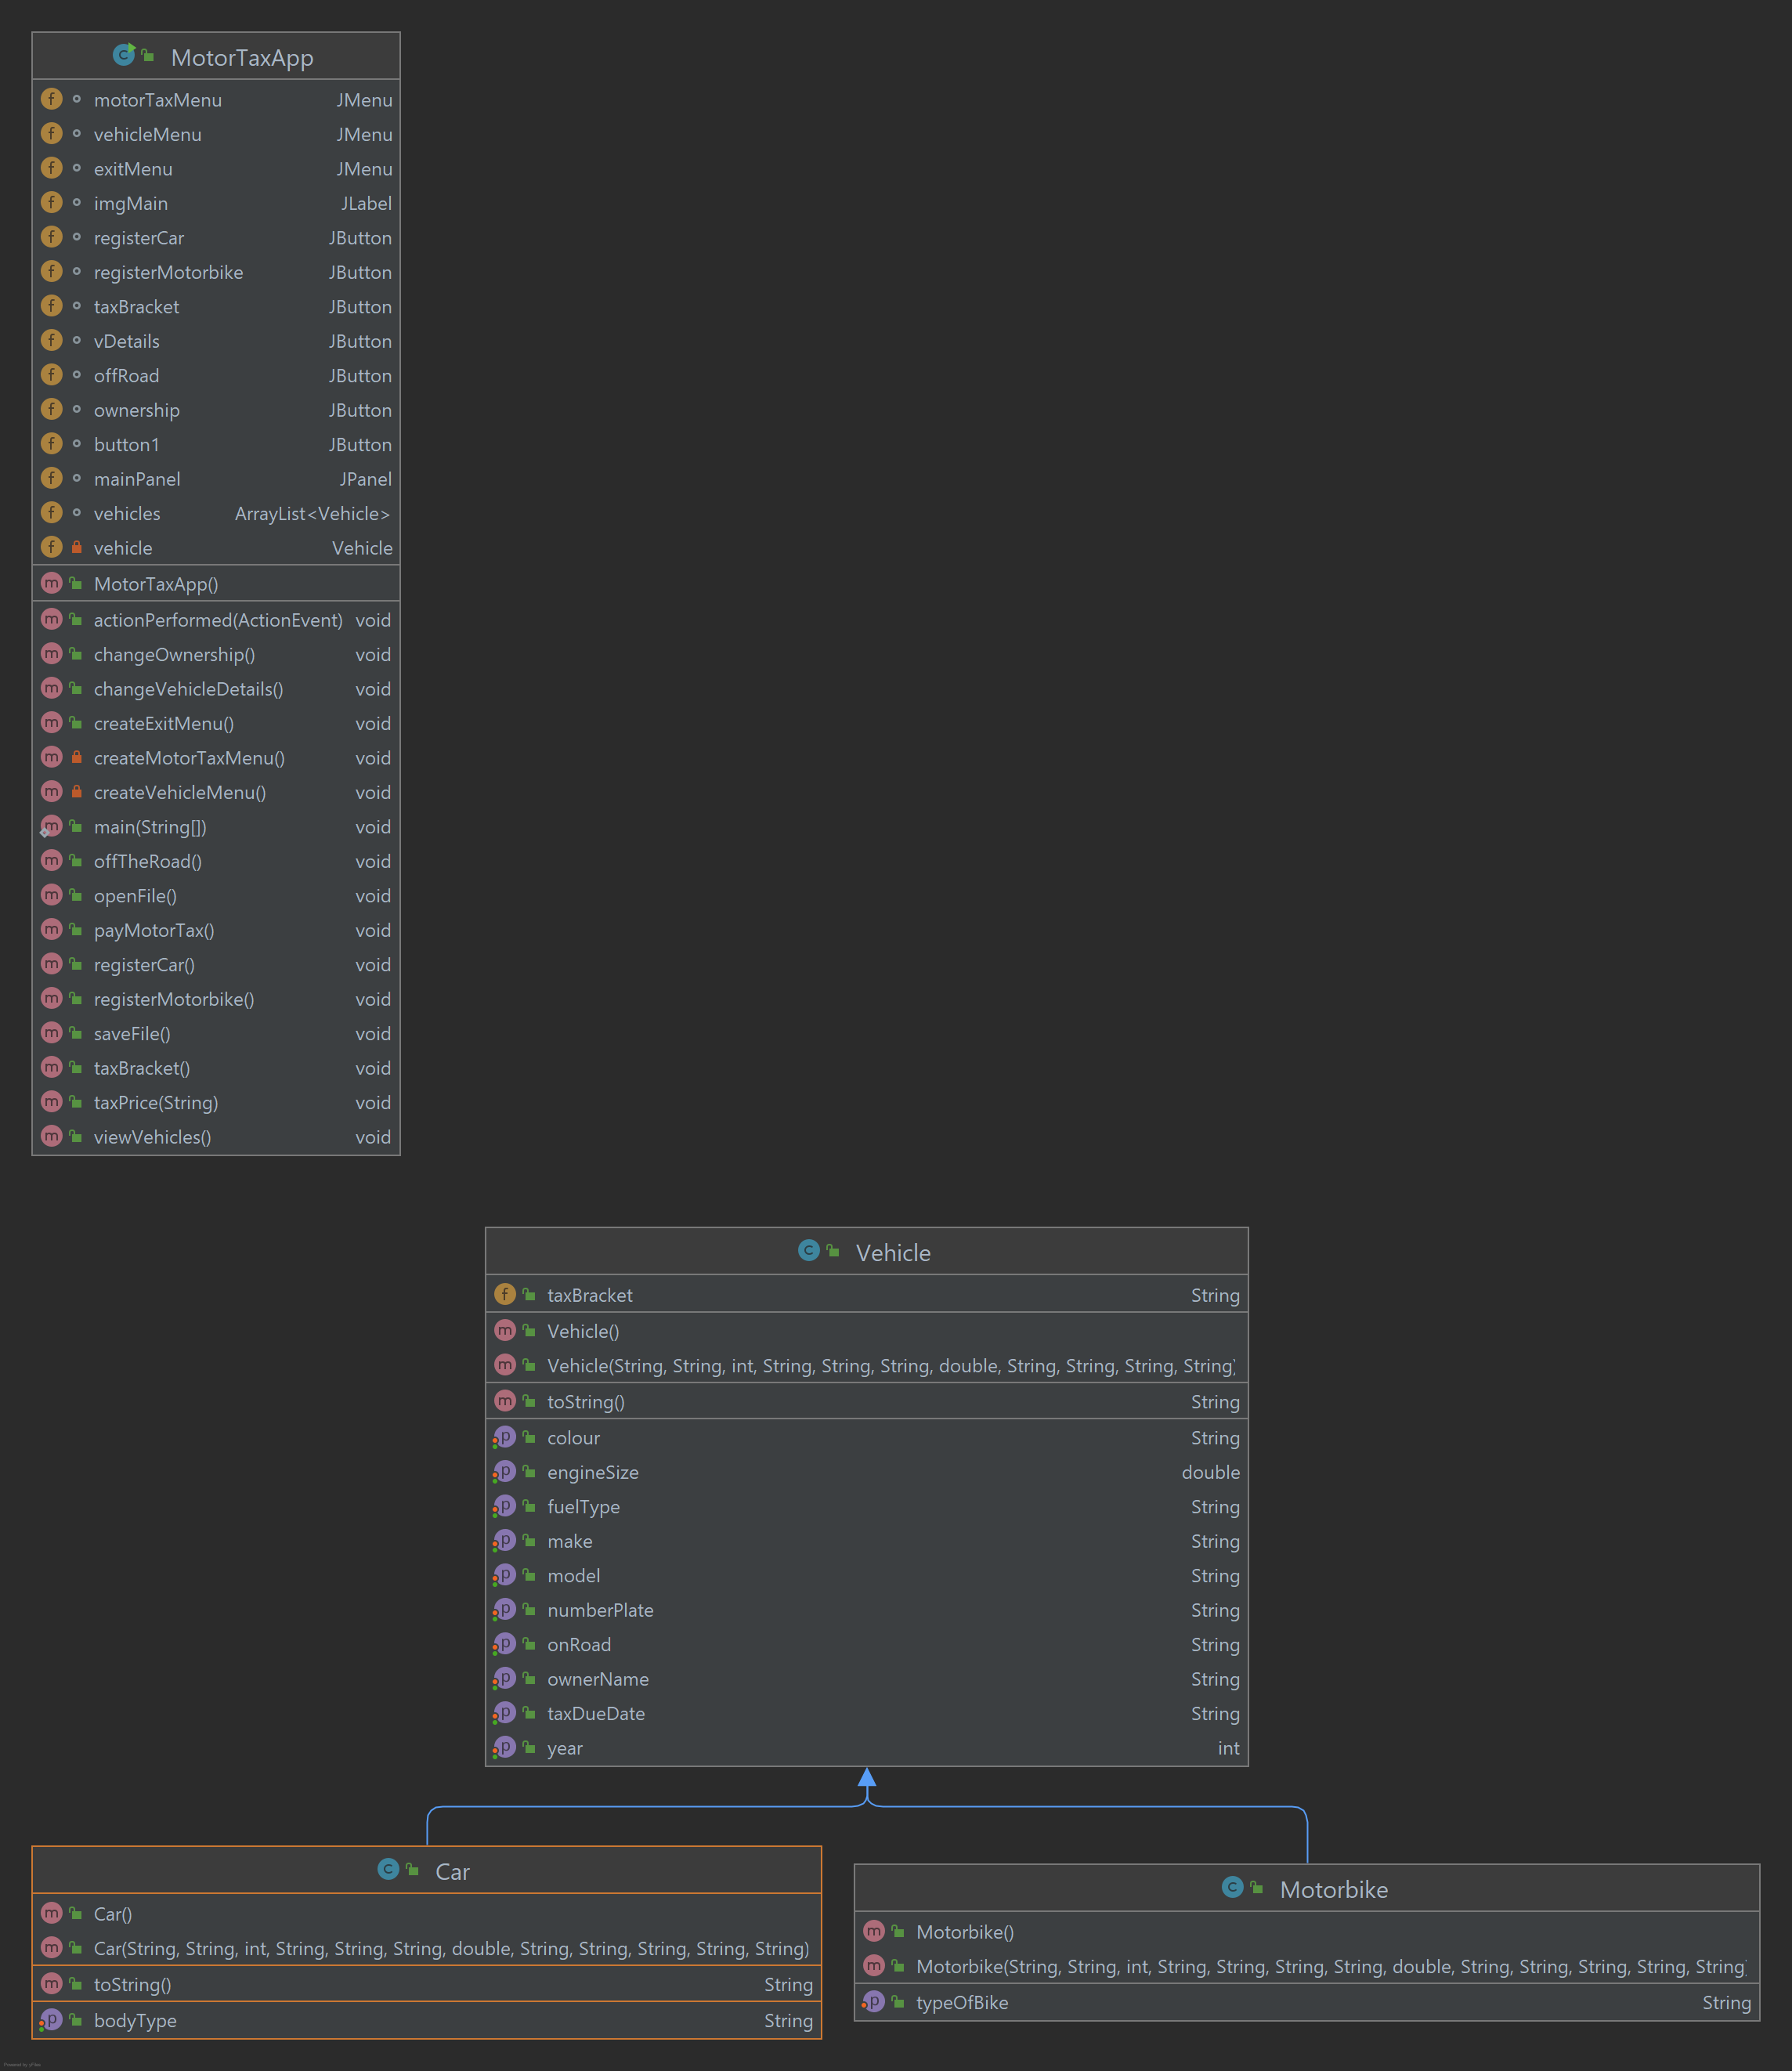 MotorTaxApp
motorTaxMenu JMenu
vehicleMenu JMenu
exitMenu JMenu
imgMain JLabel
registerCar JButton
registerMotorbike JButton
taxBracket JButton
vDetails JButton
offRoad JButton
ownership JButton
button1 JButton
mainPanel JPanel
vehicles ArrayList<Vehicle>
vehicle Vehicle
MotorTaxApp()
actionPerformed(ActionEvent) void
changeOwnership() void
changeVehicleDetails() void
createExitMenu() void
createMotorTaxMenu() void
createVehicleMenu() void
main(String[]) void
offTheRoad() void
openFile() void
payMotorTax() void
registerCar() void
registerMotorbike() void
saveFile() void
taxBracket() void
taxPrice(String) void
viewVehicles() void
Vehicle
taxBracket String
Vehicle()
Vehicle(String, String, int, String, String, String, double, String, String, String, String)
toString() String
colour String
engineSize double
fuelType String
make String
model String
numberPlate String
onRoad String
ownerName String
taxDueDate String
year int
Car
Car()
Car(String, String, int, String, String, String, double, String, String, String, String, String)
toString() String
bodyType String
Motorbike
Motorbike()
Motorbike(String, String, int, String, String, String, String, double, String, String, String, String, String
typeOfBike String
Powered by yFiles